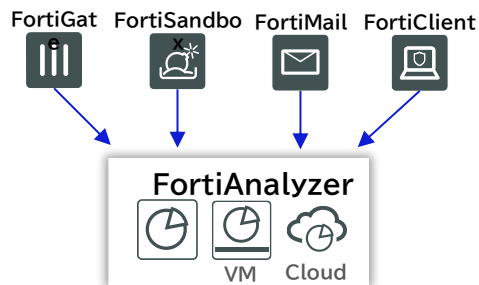 FortiGat
e
FortiSandbo
x
FortiMail
FortiClient
FortiAnalyzer
VM
Cloud